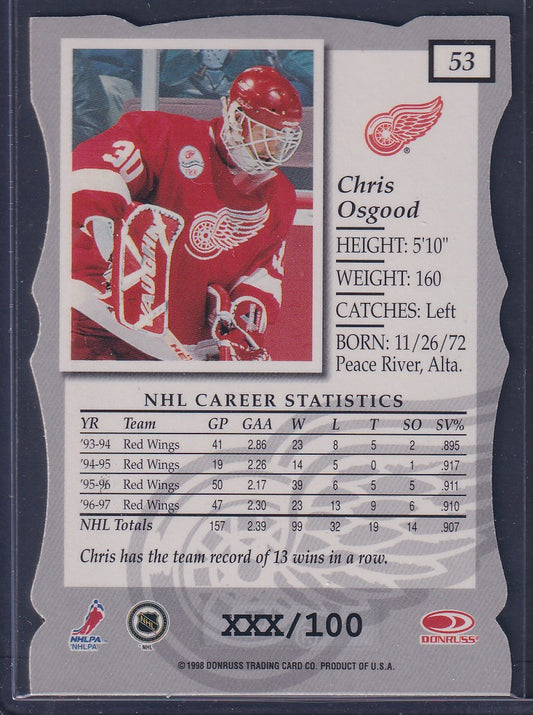 53
30
VAUGHN
Chris
Osgood
HEIGHT: 5'10"
WEIGHT: 160
CATCHES: Left
BORN: 11/26/72
Peace River, Alta.
NHL CAREER STATISTICS
YR Team GP GAA W L T SO SV%
'93-94 Red Wings 41 2.86 23 8 5 2 .895
'94-95 Red Wings 19 2.26 14 5 0 1 .917
'95-96 Red Wings 50 2.17 39 6 5 5 .911
'96-97 Red Wings 47 2.30 23 13 9 6 .910
NHL Totals 157 2.39 99 32 19 14 .907
Chris has the team record of 13 wins in a row.
NHLPA
NHLPA
NHL
NHL
XXX/100
DONRUSS
©1998 DONRUSS TRADING CARD CO. PRODUCT OF U.S.A.